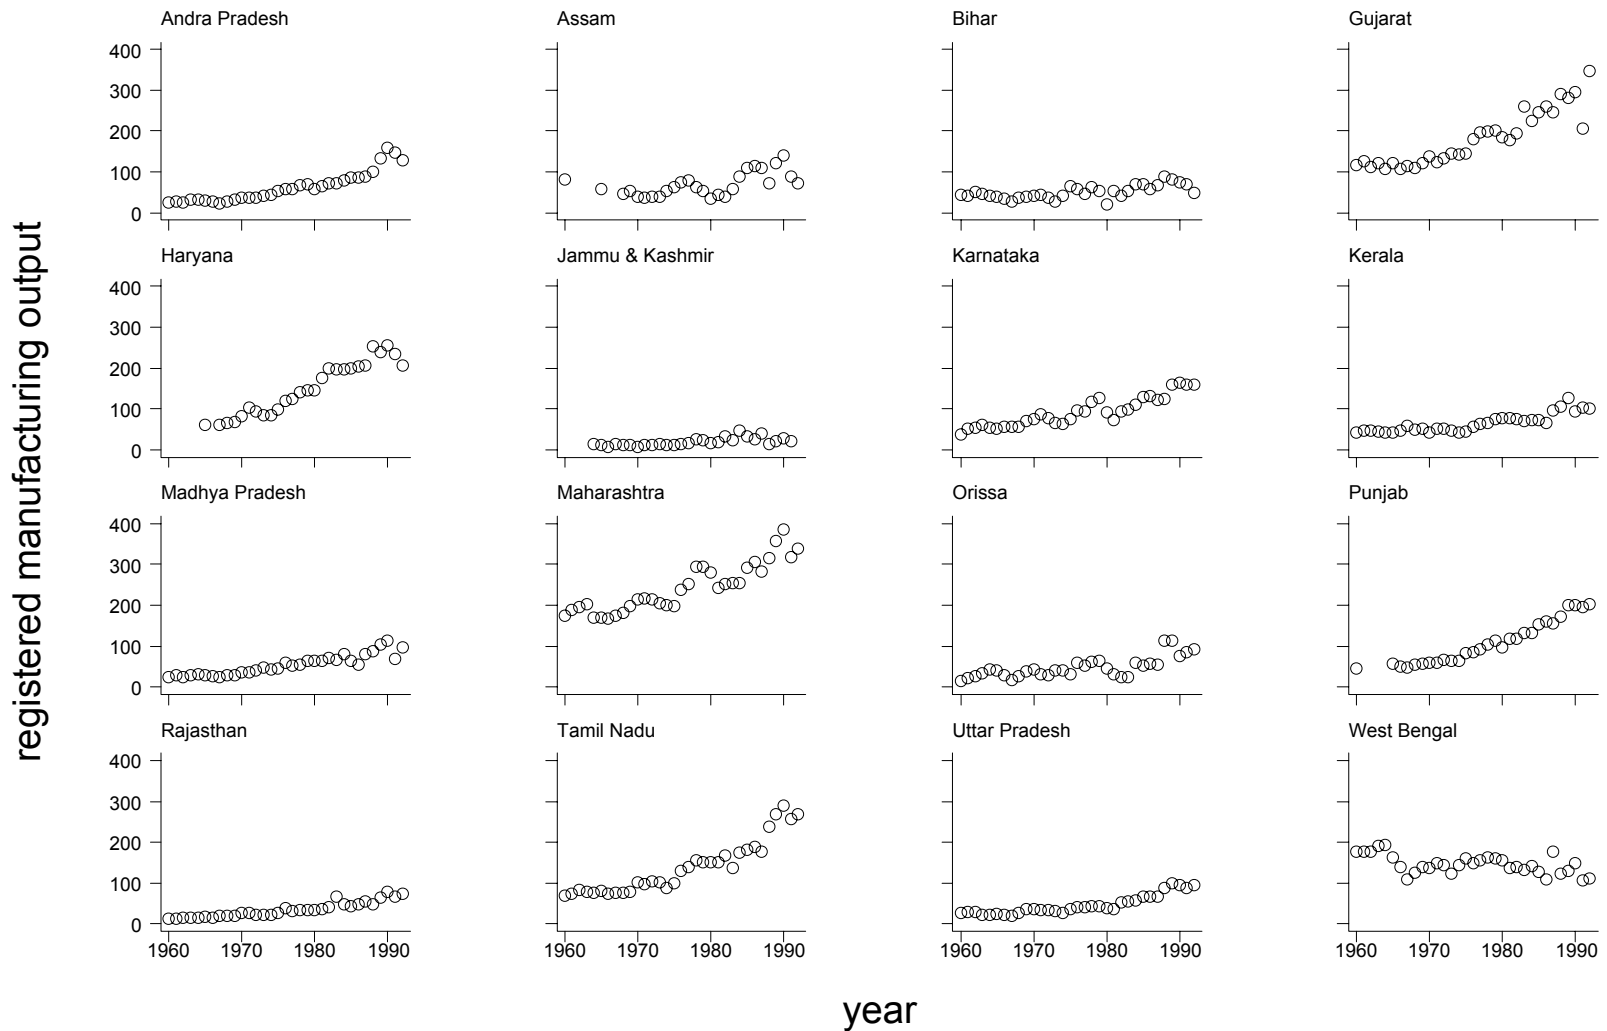 Andra Pradesh
Assam
Bihar
Gujarat
400
300
200
100
0
Haryana
Jammu & Kashmir
Karnataka
Kerala
400
300
200
100
0
Madhya Pradesh
Maharashtra
Orissa
Punjab
400
300
200
100
0
Rajasthan
Tamil Nadu
Uttar Pradesh
West Bengal
400
300
200
100
0
1960 1970 1980 1990
1960 1970 1980 1990
1960 1970 1980 1990
1960 1970 1980 1990
registered manufacturing output
year